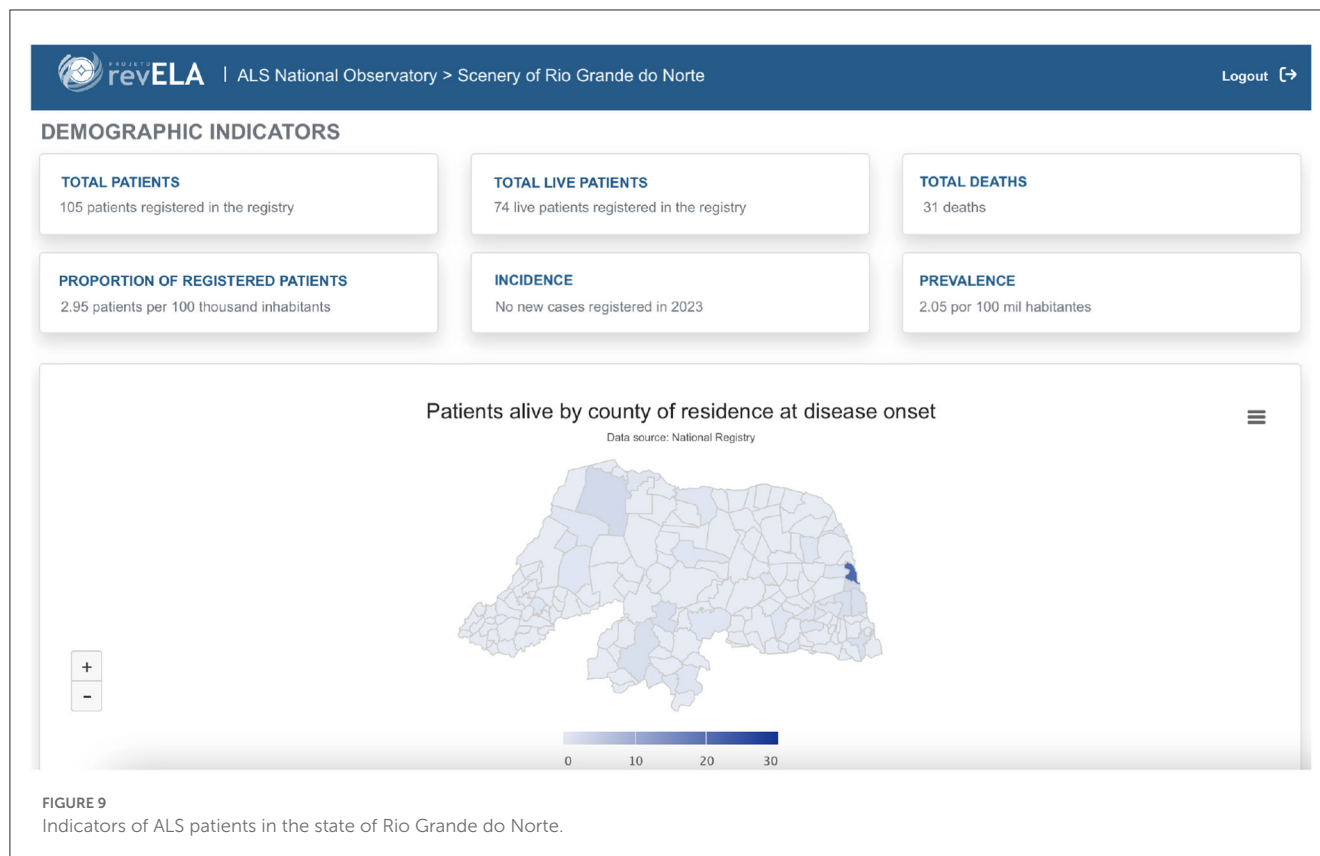 PROJETO
revELA | ALS National Observatory > Scenery of Rio Grande do Norte
Logout
DEMOGRAPHIC INDICATORS
TOTAL PATIENTS
105 patients registered in the registry
TOTAL LIVE PATIENTS
74 live patients registered in the registry
TOTAL DEATHS
31 deaths
PROPORTION OF REGISTERED PATIENTS
2.95 patients per 100 thousand inhabitants
INCIDENCE
No new cases registered in 2023
PREVALENCE
2.05 por 100 mil habitantes
Patients alive by county of residence at disease onset
Data source: National Registry
+
-
0 10 20 30
FIGURE 9
Indicators of ALS patients in the state of Rio Grande do Norte.